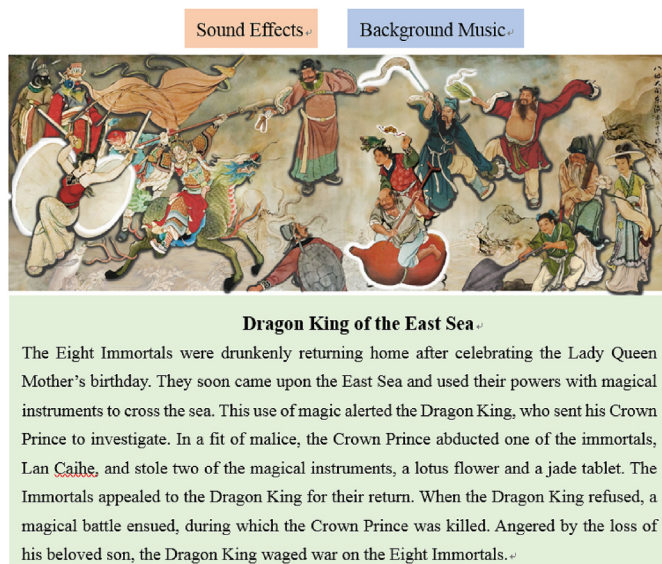 Sound Effects
Background Music
Dragon King of the East Sea
The Eight Immortals were drunkenly returning home after celebrating the Lady Queen
Mother's birthday. They soon came upon the East Sea and used their powers with magical
instruments to cross the sea. This use of magic alerted the Dragon King, who sent his Crown
Prince to investigate. In a fit of malice, the Crown Prince abducted one of the immortals,
Lan Caihe, and stole two of the magical instruments, a lotus flower and a jade tablet. The
Immortals appealed to the Dragon King for their return. When the Dragon King refused, a
magical battle ensued, during which the Crown Prince was killed. Angered by the loss of
his beloved son, the Dragon King waged war on the Eight Immortals.